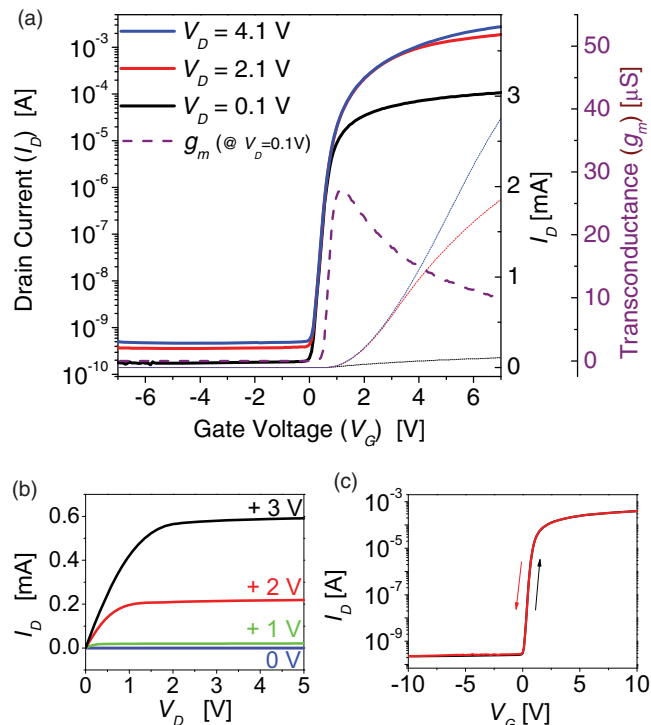 (a)
V_D = 4.1 V
V_D = 2.1 V
V_D = 0.1 V
g_m (@ V_D=0.1V)
Drain Current (I_D) [A]
10^-3
10^-4
10^-5
10^-6
10^-7
10^-8
10^-9
10^-10
-6 -4 -2 0 2 4 6
Gate Voltage (V_G) [V]
3
2
1
0
I_D [mA]
50
40
30
20
10
0
Transconductance (g_m) [µS]
(b)
+ 3 V
+ 2 V
+ 1 V
0 V
I_D [mA]
0.6
0.4
0.2
0.0
0 1 2 3 4 5
V_D [V]
(c)
I_D [A]
10^-3
10^-5
10^-7
10^-9
-10 -5 0 5 10
V_G [V]